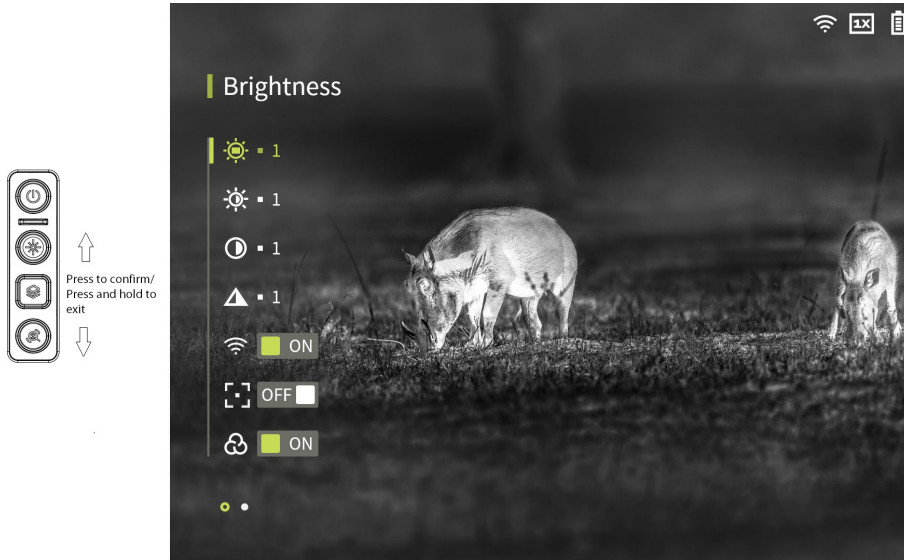 1X
Brightness
1
1
1
1
ON
OFF
ON
Press to confirm/
Press and hold to
exit